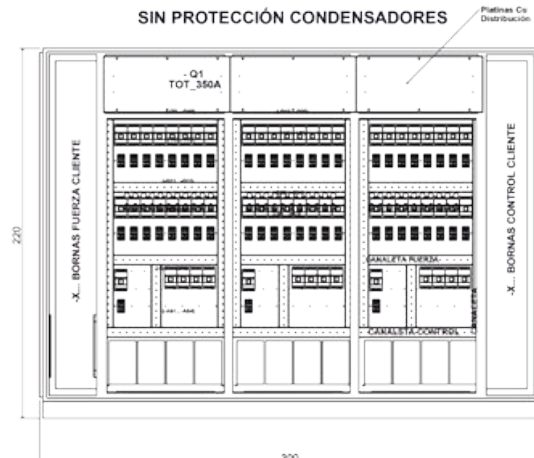 SIN PROTECCIÓN CONDENSADORES
Platinas Cu
Distribución
- Q1
TOT_350A
-X... BORNAS FUERZA CLIENTE
-X... BORNAS CONTROL CLIENTE
220
CANALETA FUERZA
CANALETA CONTROL
CANALETA
300